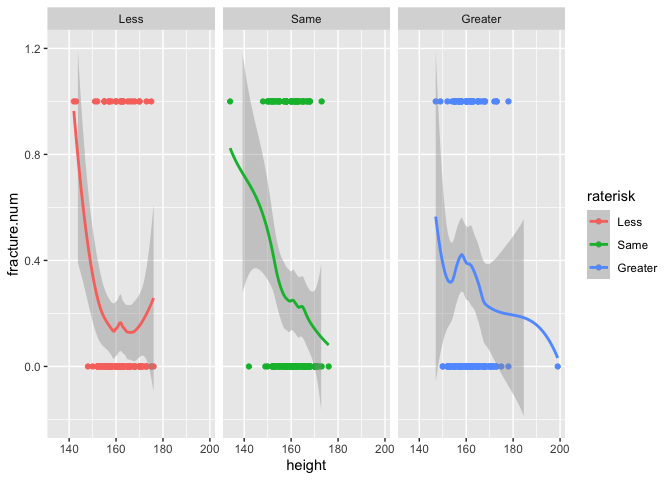 Less Same Greater
1.2
0.8
0.4
0.0
fracture.num
140 160 180 200 140 160 180 200 140 160 180 200
height
raterisk
Less
Same
Greater